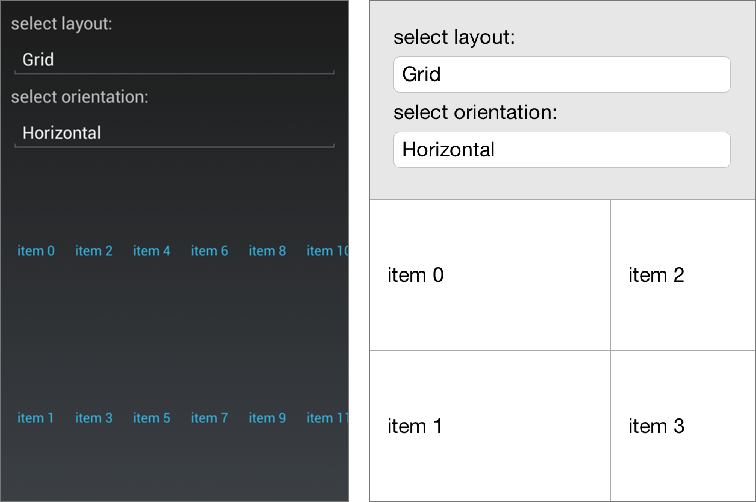 select layout:
Grid
select orientation:
Horizontal
item 0 item 2 item 4 item 6 item 8 item 10
item 1 item 3 item 5 item 7 item 9 item 11
select layout:
Grid
select orientation:
Horizontal
item 0 item 2
item 1 item 3